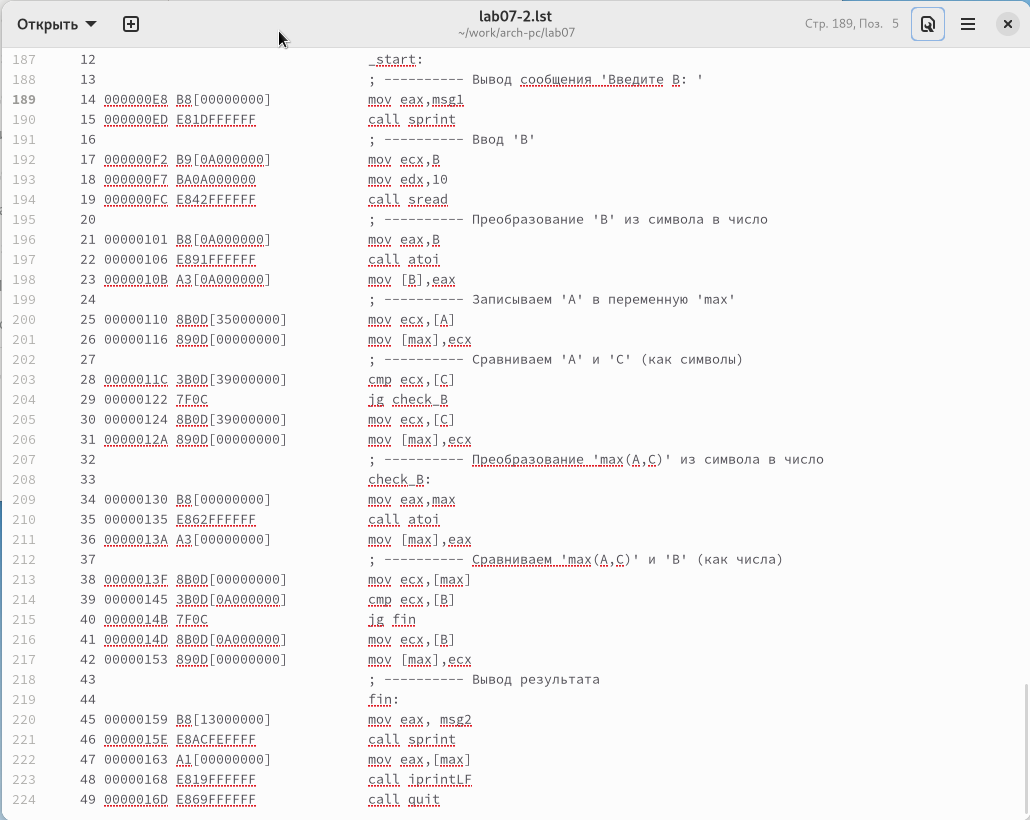 Открыть
lab07-2.lst
~/work/arch-pc/lab07
Стр. 189, Поз. 5
187 12 _start:
188 13 ; ---------- Вывод сообщения 'Введите B: '
189 14 000000E8 B8[00000000] mov eax,msg1
190 15 000000ED E81DFFFFFF call sprint
191 16 ; ---------- Ввод 'B'
192 17 000000F2 B9[0A000000] mov ecx,B
193 18 000000F7 BA0A000000 mov edx,10
194 19 000000FC E842FFFFFF call sread
195 20 ; ---------- Преобразование 'B' из символа в число
196 21 00000101 B8[0A000000] mov eax,B
197 22 00000106 E891FFFFFF call atoi
198 23 0000010B A3[0A000000] mov [B],eax
199 24 ; ---------- Записываем 'A' в переменную 'max'
200 25 00000110 8B0D[35000000] mov ecx,[A]
201 26 00000116 890D[00000000] mov [max],ecx
202 27 ; ---------- Сравниваем 'A' и 'C' (как символы)
203 28 0000011C 3B0D[39000000] cmp ecx,[C]
204 29 00000122 7F0C jg check_B
205 30 00000124 8B0D[39000000] mov ecx,[C]
206 31 0000012A 890D[00000000] mov [max],ecx
207 32 ; ---------- Преобразование 'max(A,C)' из символа в число
208 33 check_B:
209 34 00000130 B8[00000000] mov eax,max
210 35 00000135 E862FFFFFF call atoi
211 36 0000013A A3[00000000] mov [max],eax
212 37 ; ---------- Сравниваем 'max(A,C)' и 'B' (как числа)
213 38 0000013F 8B0D[00000000] mov ecx,[max]
214 39 00000145 3B0D[0A000000] cmp ecx,[B]
215 40 0000014B 7F0C jg fin
216 41 0000014D 8B0D[0A000000] mov ecx,[B]
217 42 00000153 890D[00000000] mov [max],ecx
218 43 ; ---------- Вывод результата
219 44 fin:
220 45 00000159 B8[13000000] mov eax, msg2
221 46 0000015E E8ACFEFFFF call sprint
222 47 00000163 A1[00000000] mov eax,[max]
223 48 00000168 E819FFFFFF call iprintLF
224 49 0000016D E869FFFFFF call quit